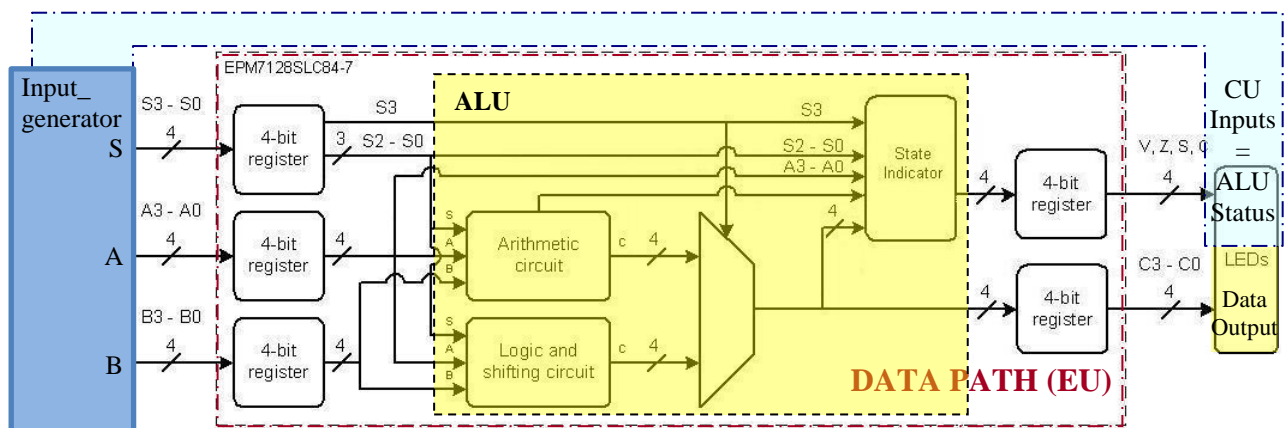 EPM7128SLC84-7
Input_
generator
S3 - S0
4
S
A3 - A0
4
A
B3 - B0
4
B
4-bit
register
4-bit
register
4-bit
register
S3
3
S2 - S0
4
4
ALU
S3
S2 - S0
A3 - A0
S
A
B
Arithmetic
circuit
c
4
S
A
B
Logic and
shifting circuit
c
4
4
State
Indicator
4
4
4-bit
register
4-bit
register
V, Z, S, C
4
C3 - C0
4
CU
Inputs
=
ALU
Status
LEDs
Data
Output
DATA PATH (EU)